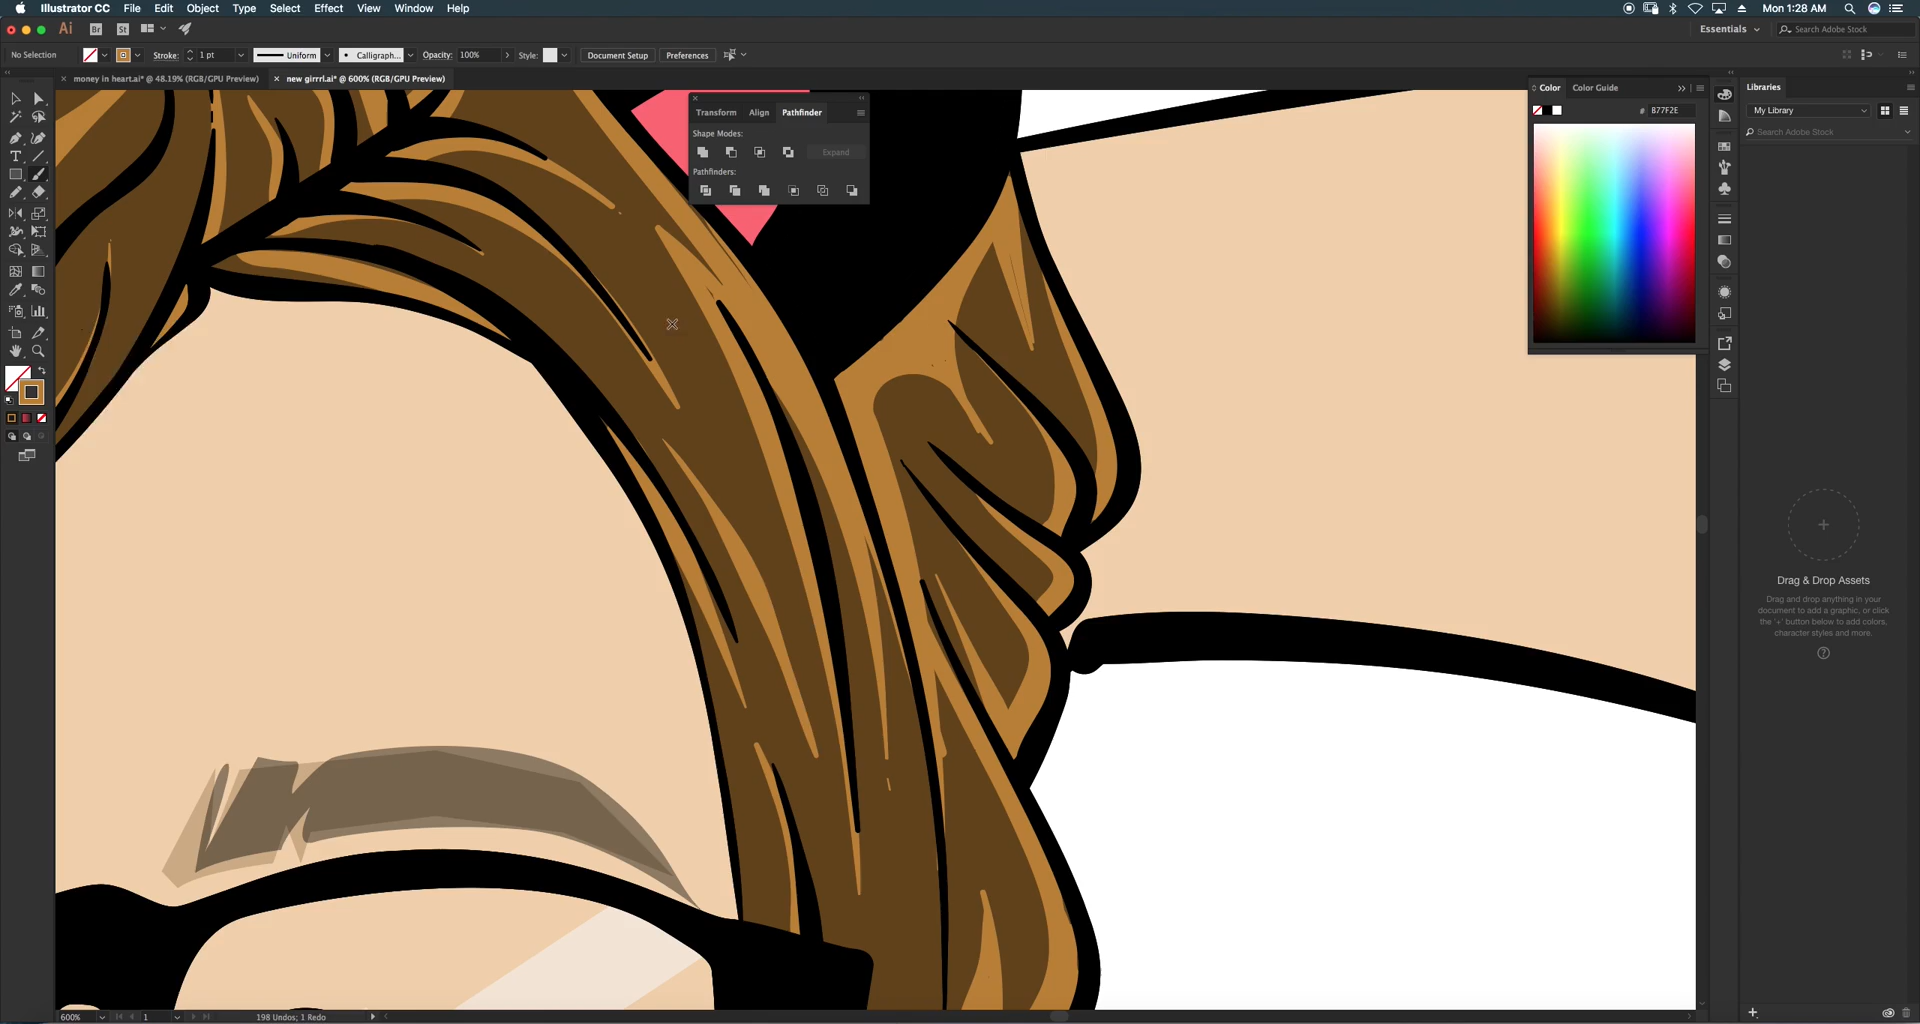 Illustrator CC File Edit Object Type Select Effect View Window Help Mon 1:28 AM
Ai Br St Essentials Search Adobe Stock
No Selection Stroke: 1 pt Uniform Calligraph... Opacity: 100% Style: Document Setup Preferences
money in heart.ai* @ 48.19% (RGB/GPU Preview) new girrrl.ai* @ 600% (RGB/GPU Preview)
Transform Align Pathfinder
Shape Modes:
Expand
Pathfinders:
Color Color Guide
# B77F2E
Libraries
My Library
Search Adobe Stock
Drag & Drop Assets
Drag and drop anything in your
document to add a graphic, or click
the '+' button below to add colors,
character styles and more.
600% 1 198 Undos; 1 Redo